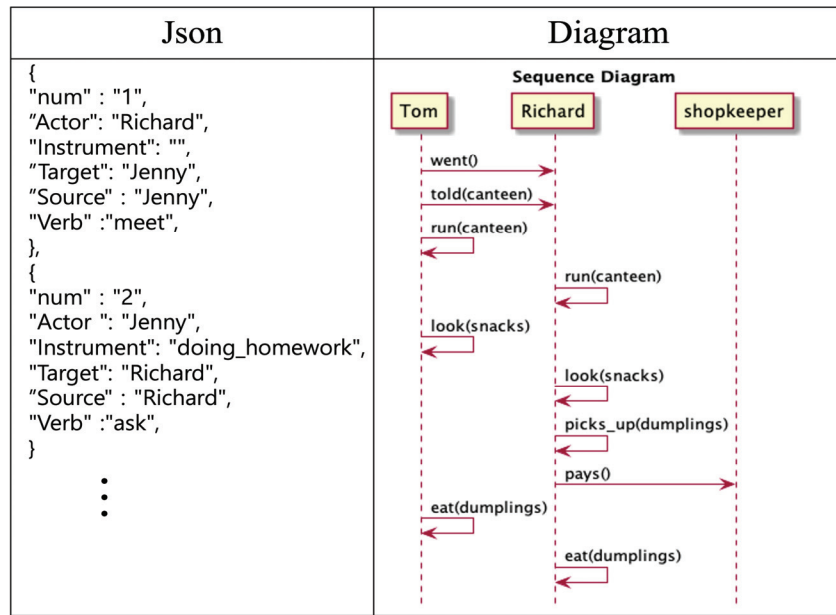 Json
Diagram
{
"num" : "1",
"Actor": "Richard",
"Instrument": "",
"Target": "Jenny",
"Source" : "Jenny",
"Verb" :"meet",
},
{
"num" : "2",
"Actor ": "Jenny",
"Instrument": "doing_homework",
"Target": "Richard",
"Source" : "Richard",
"Verb" :"ask",
}
Sequence Diagram
Tom
Richard
shopkeeper
went()
told(canteen)
run(canteen)
run(canteen)
look(snacks)
look(snacks)
picks_up(dumplings)
pays()
eat(dumplings)
eat(dumplings)